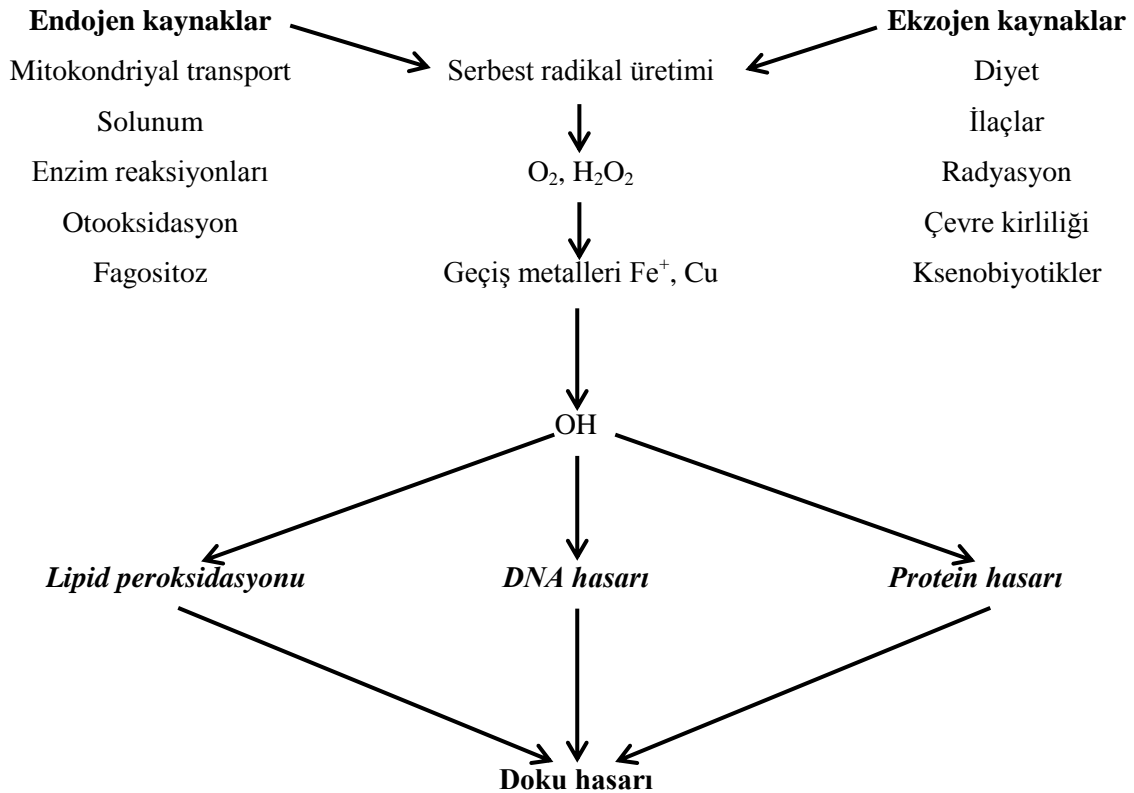 Endojen kaynaklar
Mitokondriyal transport
Solunum
Enzim reaksiyonları
Otooksidasyon
Fagositoz
Serbest radikal üretimi
O₂, H₂O₂
Geçiş metalleri Fe⁺, Cu
OH
Ekzojen kaynaklar
Diyet
İlaçlar
Radyasyon
Çevre kirliliği
Ksenobiyotikler
Lipid peroksidasyonu
DNA hasarı
Protein hasarı
Doku hasarı